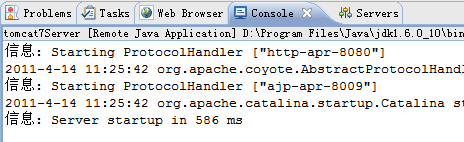 Problems Tasks Web Browser Console Servers
tomcat7Server [Remote Java Application] D:\Program Files\Java\jdk1.6.0_10\bin
信息: Starting ProtocolHandler ["http-apr-8080"]
2011-4-14 11:25:42 org.apache.coyote.AbstractProtocolHandl
信息: Starting ProtocolHandler ["ajp-apr-8009"]
2011-4-14 11:25:42 org.apache.catalina.startup.Catalina st
信息: Server startup in 586 ms